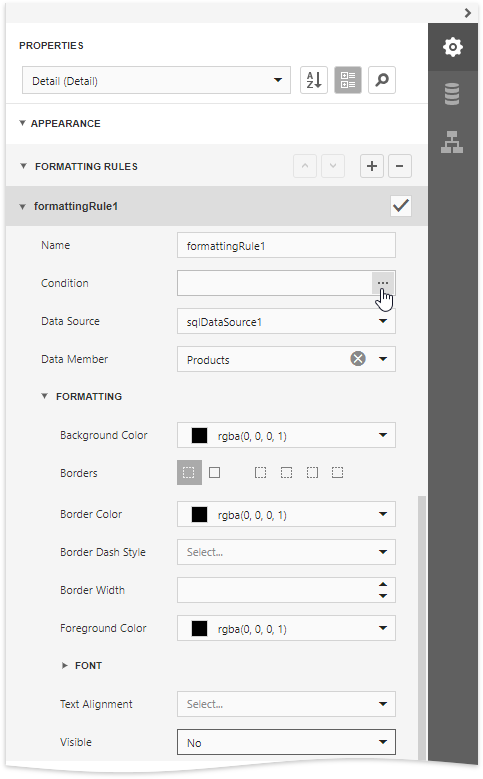 PROPERTIES
Detail (Detail)
A
Z
APPEARANCE
FORMATTING RULES
formattingRule1
Name formattingRule1
Condition ...
Data Source sqlDataSource1
Data Member Products
FORMATTING
Background Color rgba(0, 0, 0, 1)
Borders
Border Color rgba(0, 0, 0, 1)
Border Dash Style Select...
Border Width
Foreground Color rgba(0, 0, 0, 1)
FONT
Text Alignment Select...
Visible No